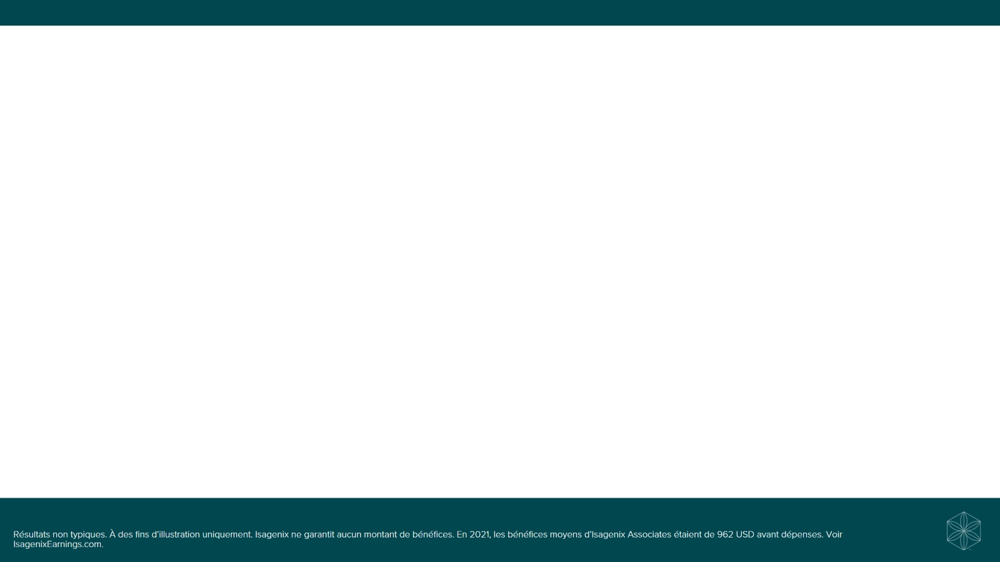 Résultats non typiques. À des fins d’illustration uniquement. Isagenix ne garantit aucun montant de bénéfices. En 2021, les bénéfices moyens d’Isagenix Associates étaient de 962 USD avant dépenses. Voir
IsagenixEarnings.com.